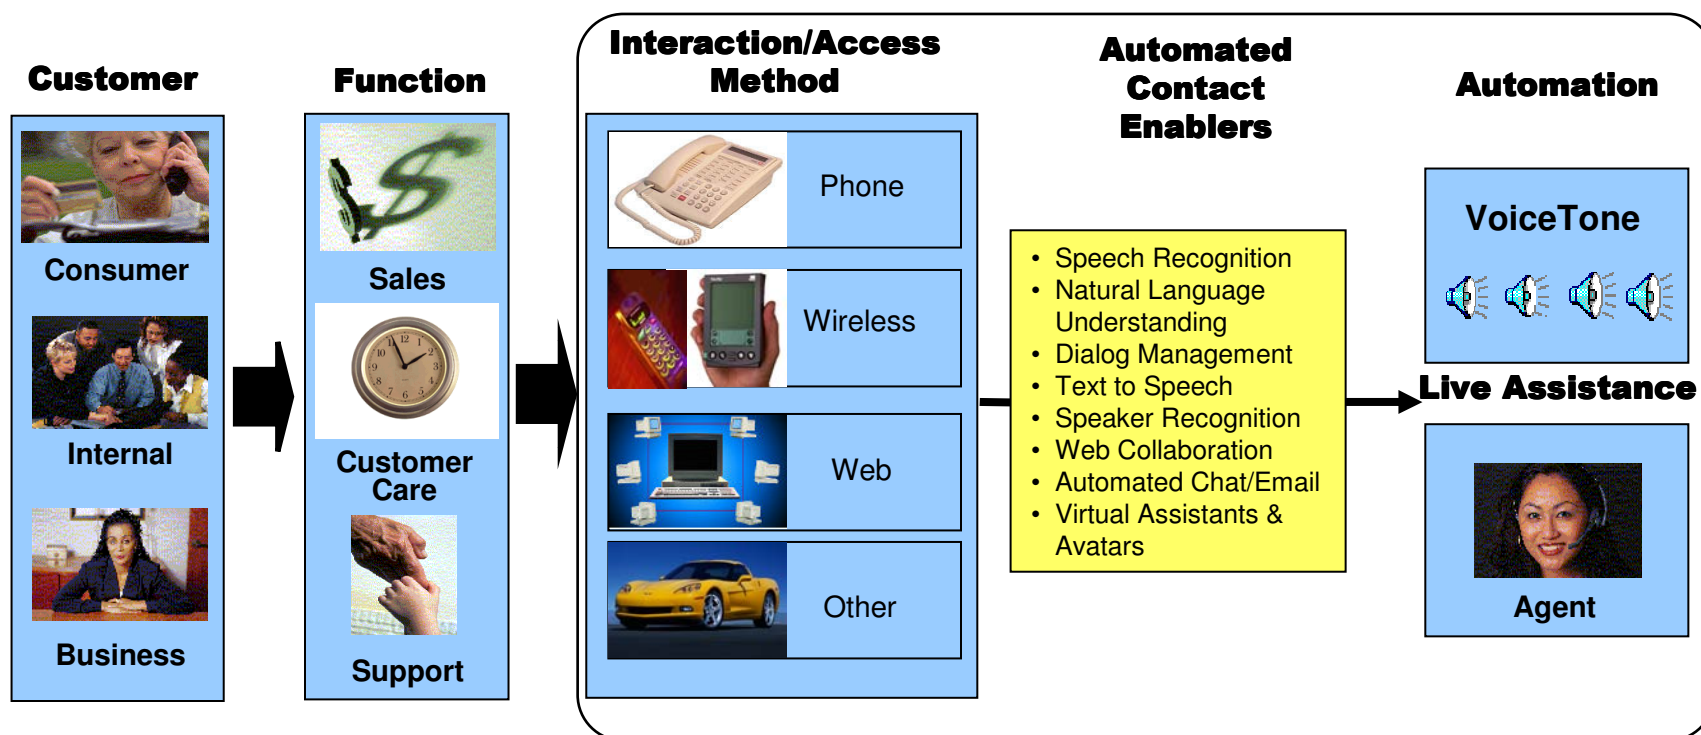 Customer
Consumer
Internal
Business
Function
Sales
Customer
Care
Support
Interaction/Access
Method
Phone
Wireless
Web
Other
Automated
Contact
Enablers
• Speech Recognition
• Natural Language
Understanding
• Dialog Management
• Text to Speech
• Speaker Recognition
• Web Collaboration
• Automated Chat/Email
• Virtual Assistants &
Avatars
Automation
VoiceTone
Live Assistance
Agent